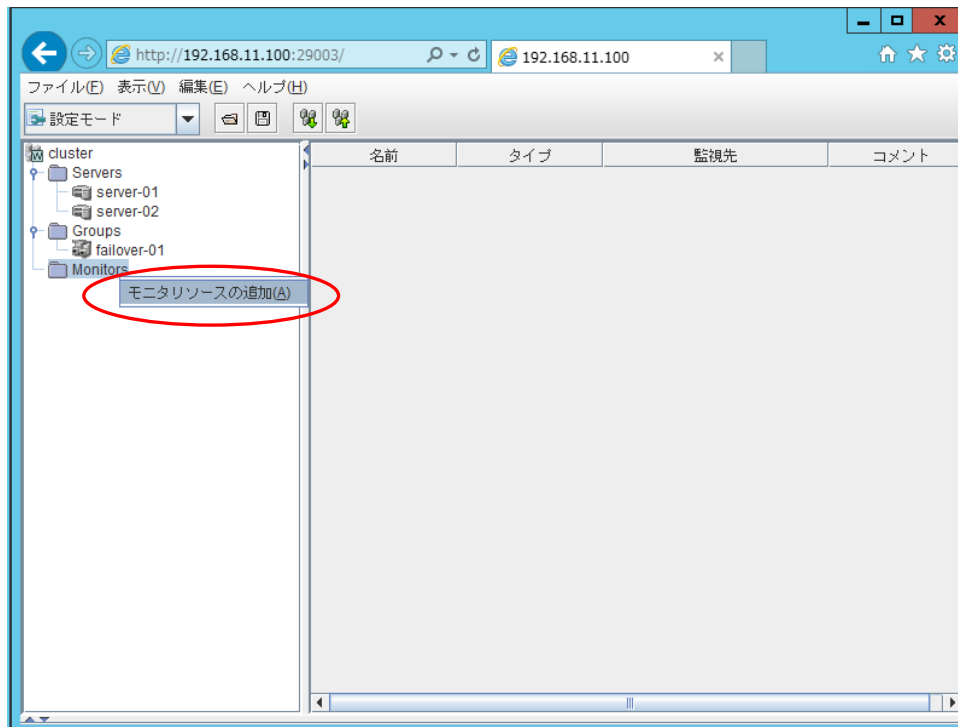 http://192.168.11.100:29003/
192.168.11.100
ファイル(F) 表示(V) 編集(E) ヘルプ(H)
設定モード
cluster
Servers
server-01
server-02
Groups
failover-01
Monitors
モニタリソースの追加(A)
名前 タイプ 監視先 コメント